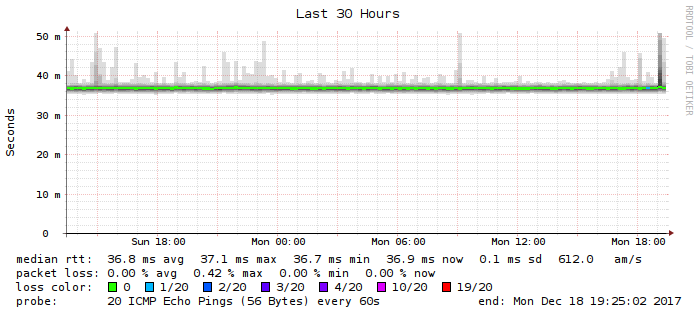 Last 30 Hours
RRDTOOL / TOBI OETIKER
Seconds
50 m
40 m
30 m
20 m
10 m
0
Sun 18:00 Mon 00:00 Mon 06:00 Mon 12:00 Mon 18:00
median rtt: 36.8 ms avg 37.1 ms max 36.7 ms min 36.9 ms now 0.1 ms sd 612.0 am/s
packet loss: 0.00 % avg 0.42 % max 0.00 % min 0.00 % now
loss color: 0 1/20 2/20 3/20 4/20 10/20 19/20
probe: 20 ICMP Echo Pings (56 Bytes) every 60s end: Mon Dec 18 19:25:02 2017